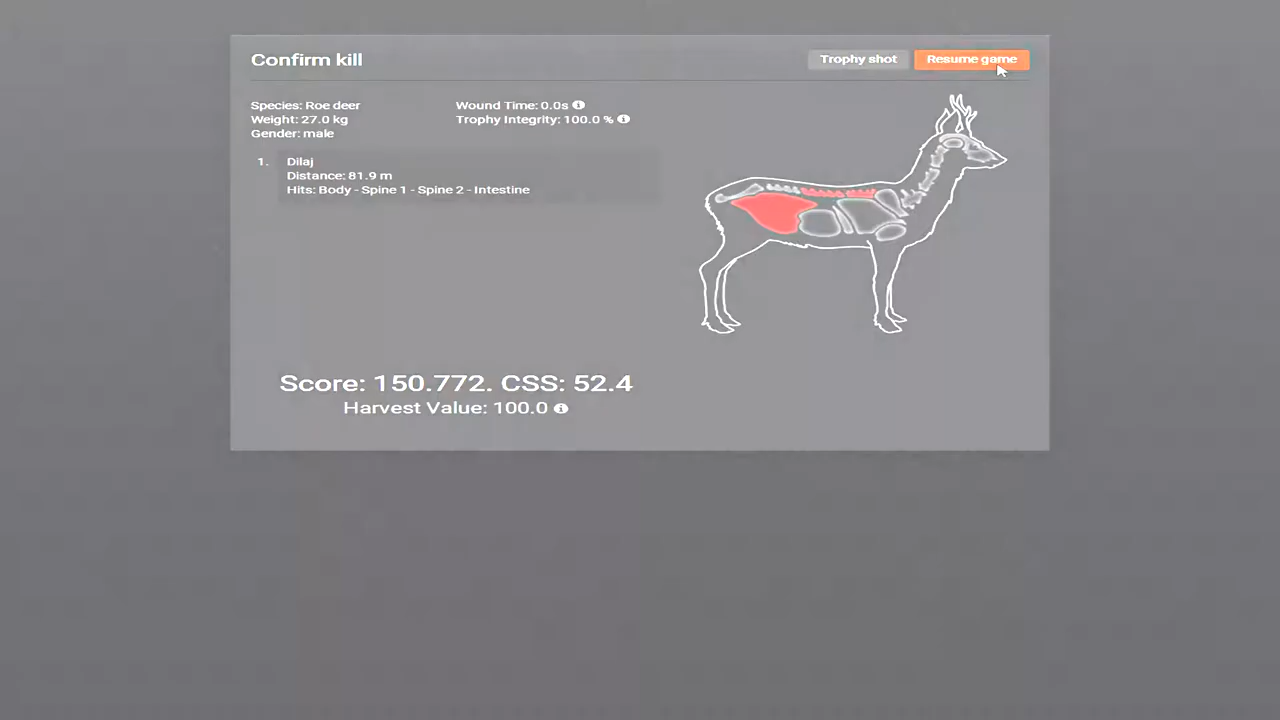 Confirm kill
Trophy shot
Resume game
Species: Roe deer
Weight: 27.0 kg
Gender: male
Wound Time: 0.0s
Trophy Integrity: 100.0 %
1. Dilaj
Distance: 81.9 m
Hits: Body - Spine 1 - Spine 2 - Intestine
Score: 150.772. CSS: 52.4
Harvest Value: 100.0